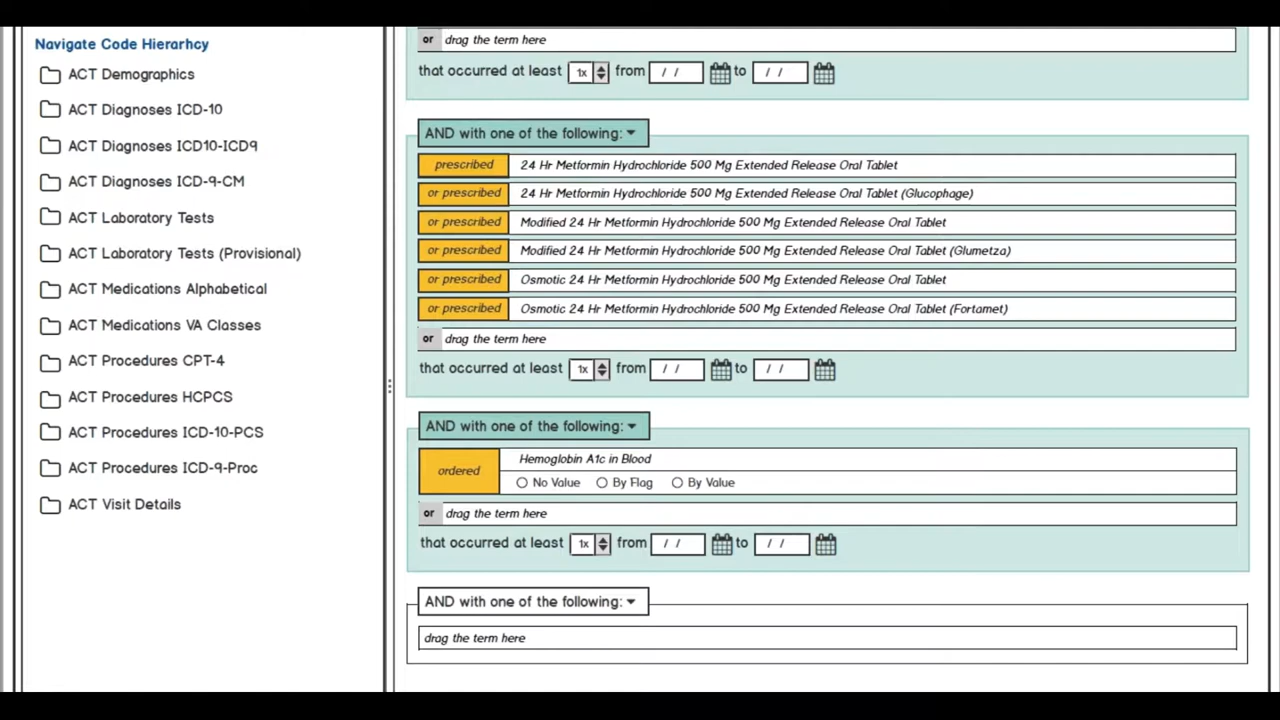 Navigate Code Hierarhcy
ACT Demographics
ACT Diagnoses ICD-10
ACT Diagnoses ICD10-ICD9
ACT Diagnoses ICD-9-CM
ACT Laboratory Tests
ACT Laboratory Tests (Provisional)
ACT Medications Alphabetical
ACT Medications VA Classes
ACT Procedures CPT-4
ACT Procedures HCPCS
ACT Procedures ICD-10-PCS
ACT Procedures ICD-9-Proc
ACT Visit Details
or drag the term here
that occurred at least 1x from / / to / /
AND with one of the following:
prescribed 24 Hr Metformin Hydrochloride 500 Mg Extended Release Oral Tablet
or prescribed 24 Hr Metformin Hydrochloride 500 Mg Extended Release Oral Tablet (Glucophage)
or prescribed Modified 24 Hr Metformin Hydrochloride 500 Mg Extended Release Oral Tablet
or prescribed Modified 24 Hr Metformin Hydrochloride 500 Mg Extended Release Oral Tablet (Glumetza)
or prescribed Osmotic 24 Hr Metformin Hydrochloride 500 Mg Extended Release Oral Tablet
or prescribed Osmotic 24 Hr Metformin Hydrochloride 500 Mg Extended Release Oral Tablet (Fortamet)
or drag the term here
that occurred at least 1x from / / to / /
AND with one of the following:
ordered Hemoglobin A1c in Blood
No Value By Flag By Value
or drag the term here
that occurred at least 1x from / / to / /
AND with one of the following:
drag the term here